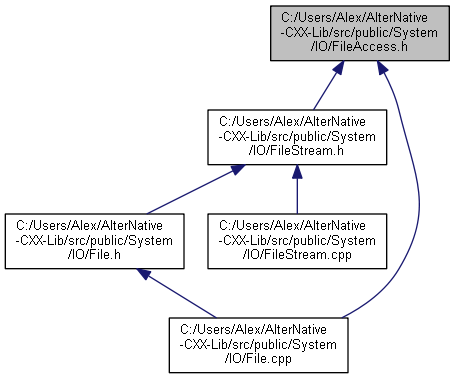 C:/Users/Alex/AlterNative
-CXX-Lib/src/public/System
/IO/FileAccess.h
C:/Users/Alex/AlterNative
-CXX-Lib/src/public/System
/IO/FileStream.h
C:/Users/Alex/AlterNative
-CXX-Lib/src/public/System
/IO/File.h
C:/Users/Alex/AlterNative
-CXX-Lib/src/public/System
/IO/FileStream.cpp
C:/Users/Alex/AlterNative
-CXX-Lib/src/public/System
/IO/File.cpp